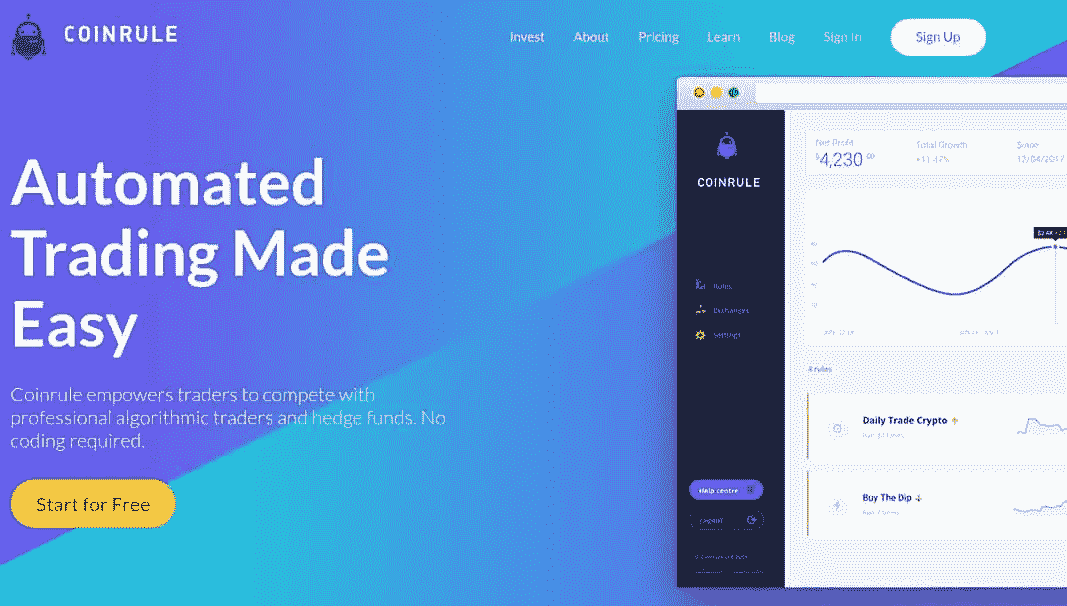 COINRULE
Invest About Pricing Learn Blog Sign In Sign Up
Automated
Trading Made
Easy
Coinrule empowers traders to compete with
professional algorithmic traders and hedge funds. No
coding required.
Start for Free
COINRULE
Rules
Exchanges
Settings
Help centre
Logout
Net Profit
$4,230
Total Growth
+11.47%
Since
12/04/2017
4 rules
Daily Trade Crypto
Buy The Dip